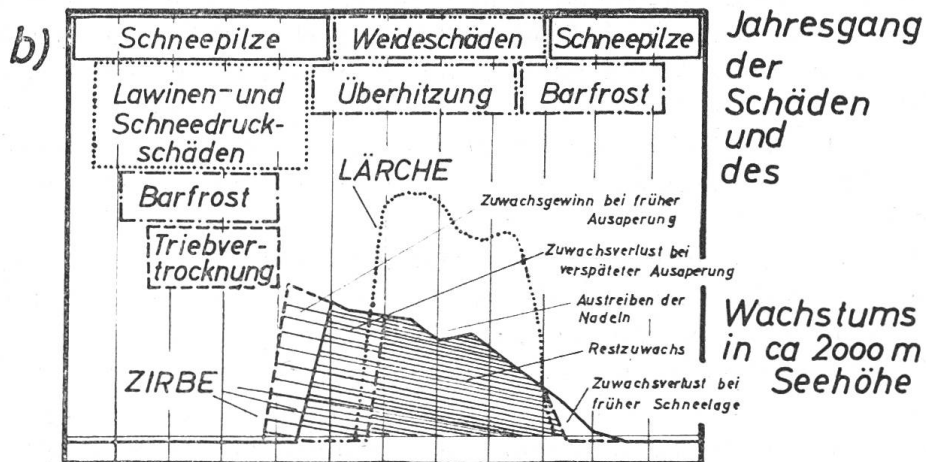 b)
Schneepilze
Weideschäden
Schneepilze
Jahresgang
der
Schäden
und
des
Wachstums
in ca 2000 m
Seehöhe
Lawinen- und
Schneedruck-
schäden
Überhitzung
Barfrost
Barfrost
Triebver-
trocknung
LÄRCHE
Zuwachsgewinn bei früher
Ausaperung
Zuwachsverlust bei
verspäteter Ausaperung
Austreiben der
Nadeln
Restzuwachs
Zuwachsverlust bei
früher Schneelage
ZIRBE